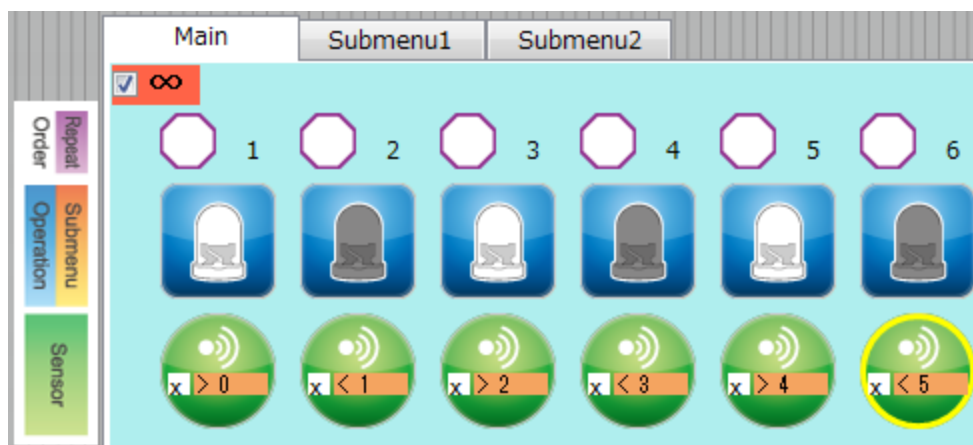 Main Submenu1 Submenu2
∞
1 2 3 4 5 6
Order Repeat
Operation Submenu
Sensor
x > 0 x < 1 x > 2 x < 3 x > 4 x < 5